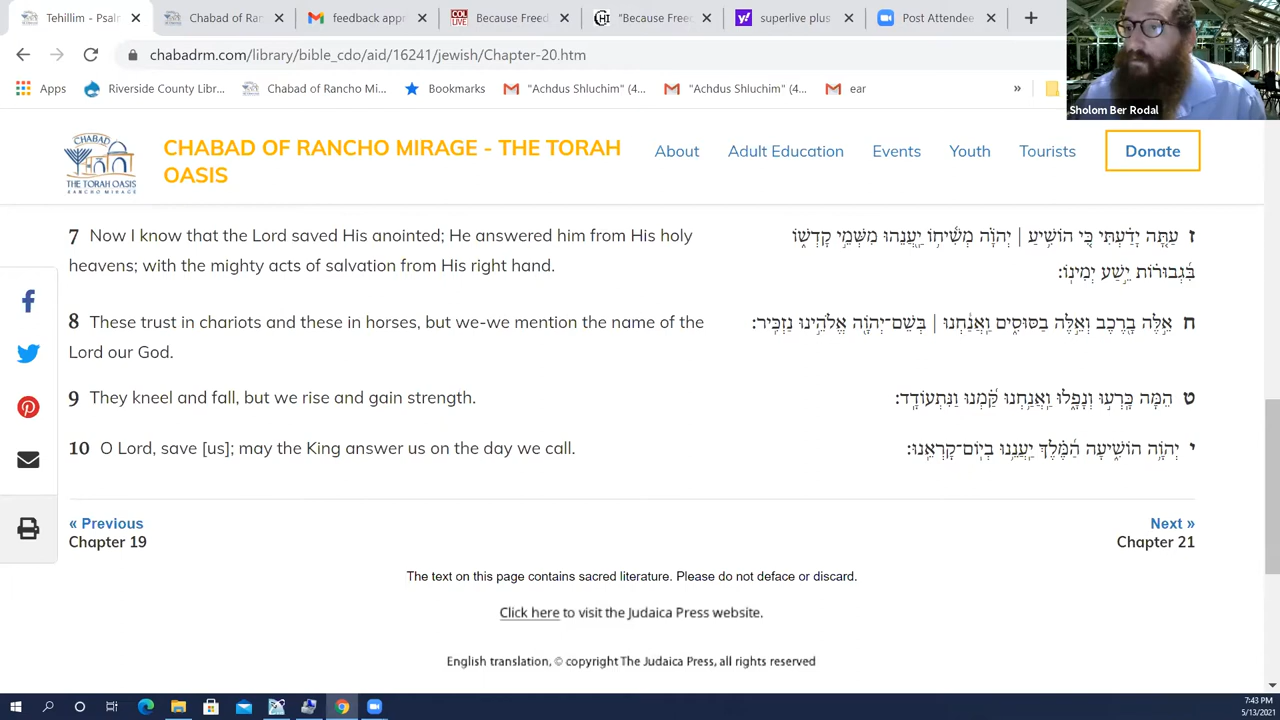 Tehillim - Psalm
Chabad of Ran
feedback appr
Because Freed
"Because Free
superlive plus
Post Attendee
chabadrm.com/library/bible_cdo/aid/16241/jewish/Chapter-20.htm
Apps
Riverside County Libr...
Chabad of Rancho Mi...
Bookmarks
"Achdus Shluchim" (4...
"Achdus Shluchim" (4...
ear
»
Sholom Ber Rodal
CHABAD
THE TORAH OASIS
RANCHO MIRAGE
CHABAD OF RANCHO MIRAGE - THE TORAH
OASIS
About
Adult Education
Events
Youth
Tourists
Donate
7 Now I know that the Lord saved His anointed; He answered him from His holy
heavens; with the mighty acts of salvation from His right hand.
ז עַתָּ֚ה יָדַ֗עְתִּי כִּ֚י הוֹשִׁ֥יעַ | יְהֹוָ֗ה מְשִׁ֫יח֥וֹ יַֽ֖עֲנֵהוּ מִשְּׁמֵ֣י קָדְשׁ֑וֹ
בִּ֜גְבוּר֗וֹת יֵ֣שַׁע יְמִינֽוֹ:
8 These trust in chariots and these in horses, but we-we mention the name of the
Lord our God.
ח אֵ֣לֶּה בָ֖רֶכֶב וְאֵ֣לֶּה בַסּוּסִ֑ים וַֽאֲנַ֓חְנוּ | בְּשֵׁם־יְהֹוָ֖ה אֱלֹהֵ֣ינוּ נַזְכִּֽיר:
9 They kneel and fall, but we rise and gain strength.
ט הֵמָּה כָּֽרְע֣וּ וְנָפָ֑לוּ וַֽאֲנַ֥חְנוּ קַּ֜֗מְנוּ וַנִּתְעוֹדָֽד:
10 O Lord, save [us]; may the King answer us on the day we call.
י יְהֹוָ֥ה הוֹשִׁ֑יעָה הַ֜מֶּ֗לֶךְ יַֽעֲנֵ֥נוּ בְיֽוֹם־קָרְאֵֽנוּ:
« Previous
Chapter 19
Next »
Chapter 21
The text on this page contains sacred literature. Please do not deface or discard.
Click here to visit the Judaica Press website.
English translation, © copyright The Judaica Press, all rights reserved
7:43 PM
5/13/2021